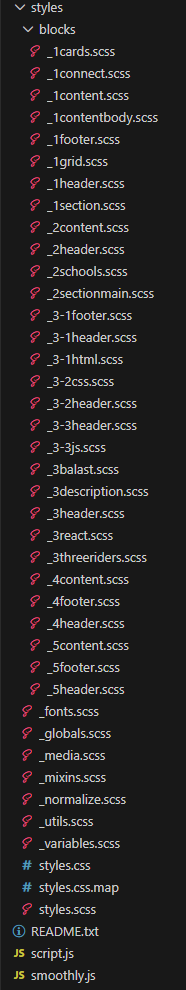 styles
blocks
_1cards.scss
_1connect.scss
_1content.scss
_1contentbody.scss
_1footer.scss
_1grid.scss
_1header.scss
_1section.scss
_2content.scss
_2header.scss
_2schools.scss
_2sectionmain.scss
_3-1footer.scss
_3-1header.scss
_3-1html.scss
_3-2css.scss
_3-2header.scss
_3-3header.scss
_3-3js.scss
_3balast.scss
_3description.scss
_3header.scss
_3react.scss
_3threeriders.scss
_4content.scss
_4footer.scss
_4header.scss
_5content.scss
_5footer.scss
_5header.scss
_fonts.scss
_globals.scss
_media.scss
_mixins.scss
_normalize.scss
_utils.scss
_variables.scss
# styles.css
# styles.css.map
styles.scss
README.txt
JS script.js
JS smoothly.js